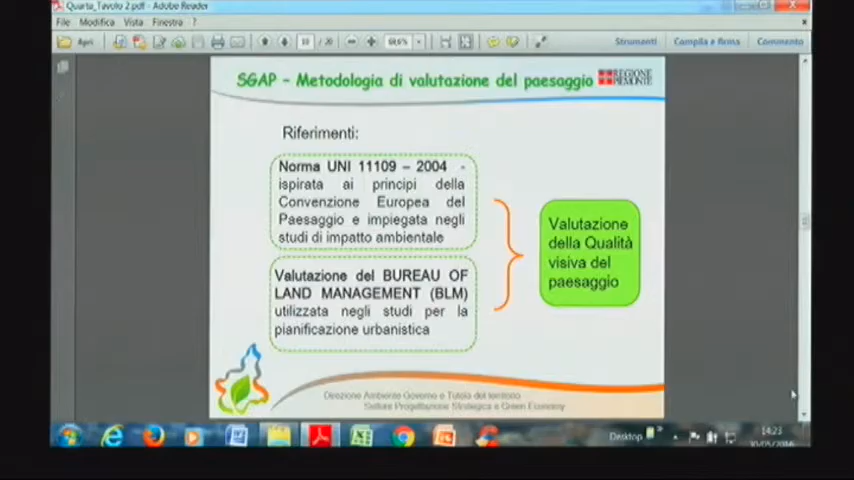 Quarta_Tavolo 2.pdf - Adobe Reader
File Modifica Vista Finestra ?
Apri
Strumenti Compila e firma Commento
SGAP - Metodologia di valutazione del paesaggio
REGIONE
PIEMONTE
Riferimenti:
Norma UNI 11109 – 2004 -
ispirata ai principi della
Convenzione Europea del
Paesaggio e impiegata negli
studi di impatto ambientale
Valutazione del BUREAU OF
LAND MANAGEMENT (BLM)
utilizzata negli studi per la
pianificazione urbanistica
Valutazione
della Qualità
visiva del
paesaggio
Direzione Ambiente Governo e Tutela del territorio
Settore Progettazione Strategica e Green Economy
Desktop
14:23